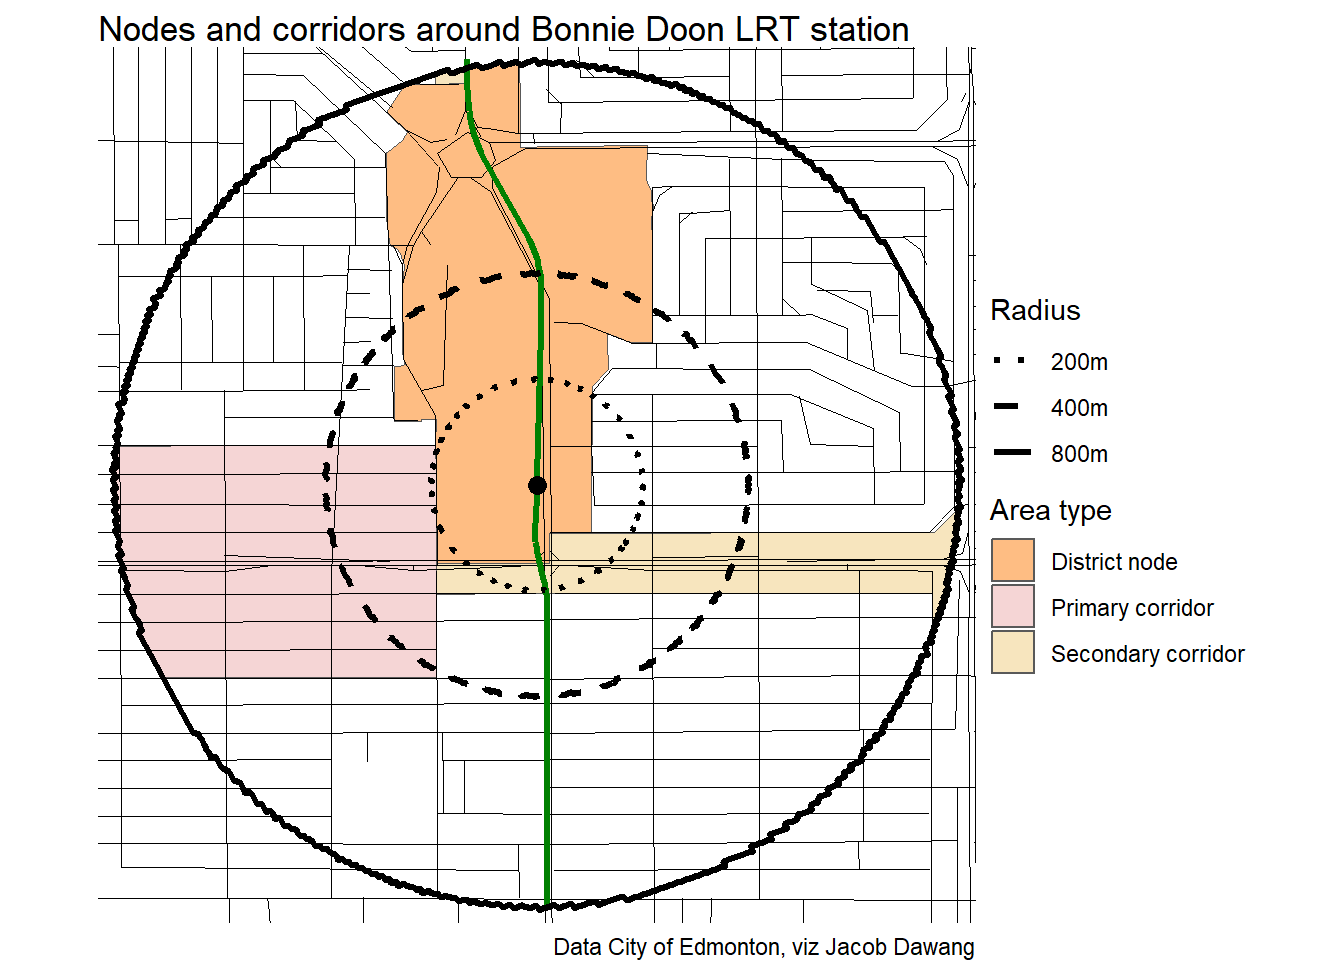 Nodes and corridors around Bonnie Doon LRT station
Radius
200m
400m
800m
Area type
District node
Primary corridor
Secondary corridor
Data City of Edmonton, viz Jacob Dawang